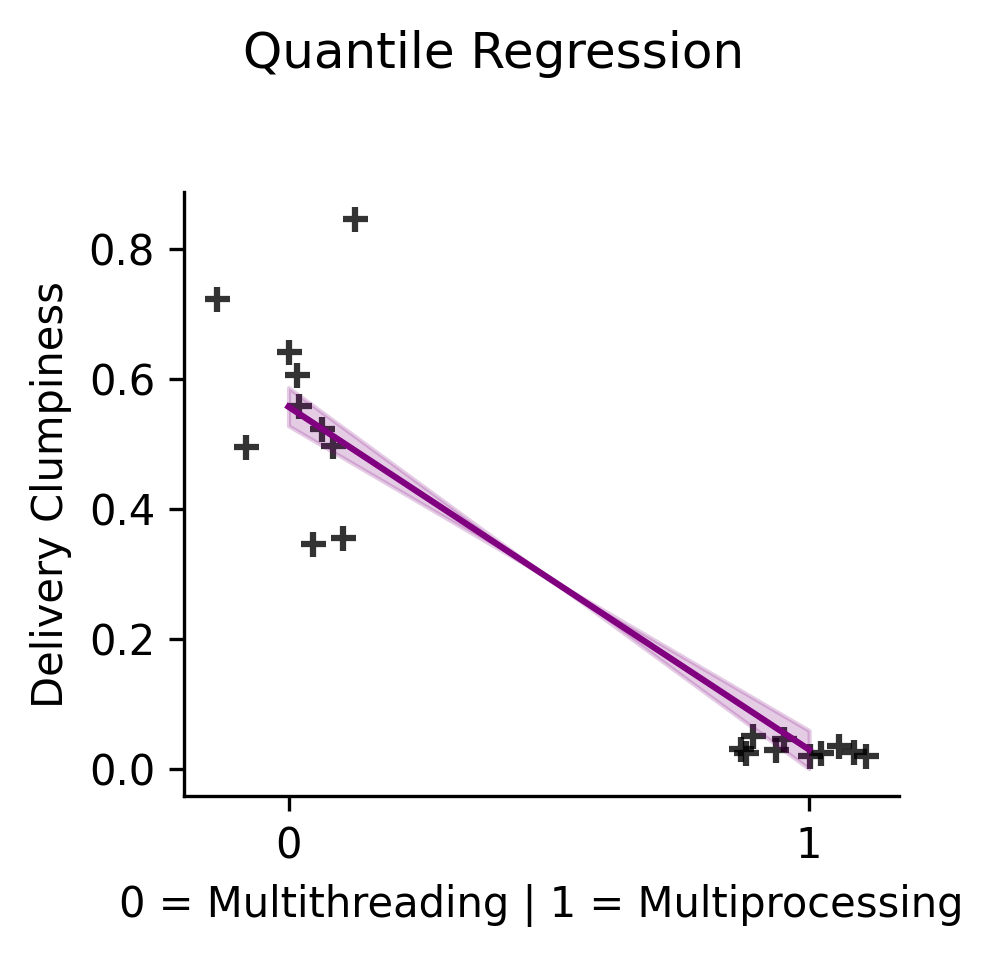 Quantile Regression
Delivery Clumpiness
0.8
0.6
0.4
0.2
0.0
0
1
0 = Multithreading | 1 = Multiprocessing